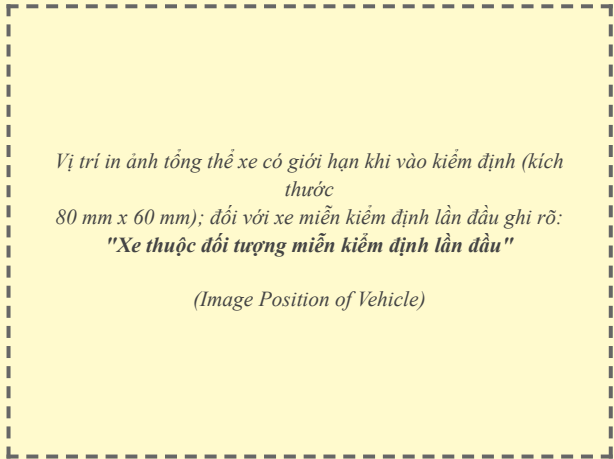 Vị trí in ảnh tổng thể xe có giới hạn khi vào kiểm định (kích
thước
80 mm x 60 mm); đối với xe miễn kiểm định lần đầu ghi rõ:
"Xe thuộc đối tượng miễn kiểm định lần đầu"
(Image Position of Vehicle)